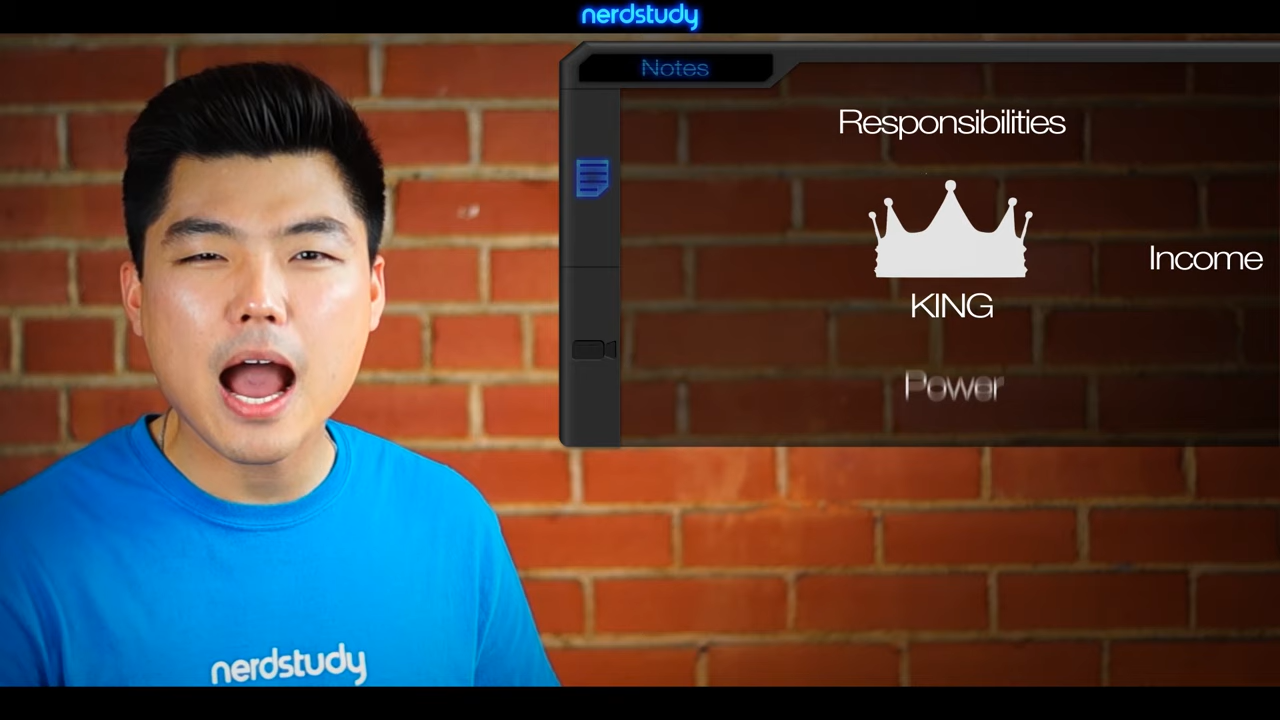 nerdstudy
Notes
Responsibilities
Income
KING
Power
nerdstudy